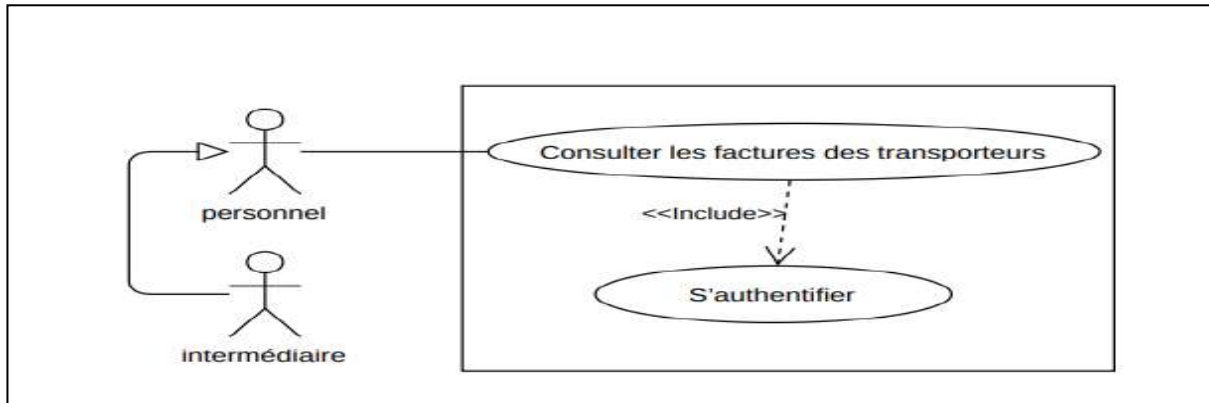 Consulter les factures des transporteurs
<<Include>>
personnel
S'authentifier
intermédiaire